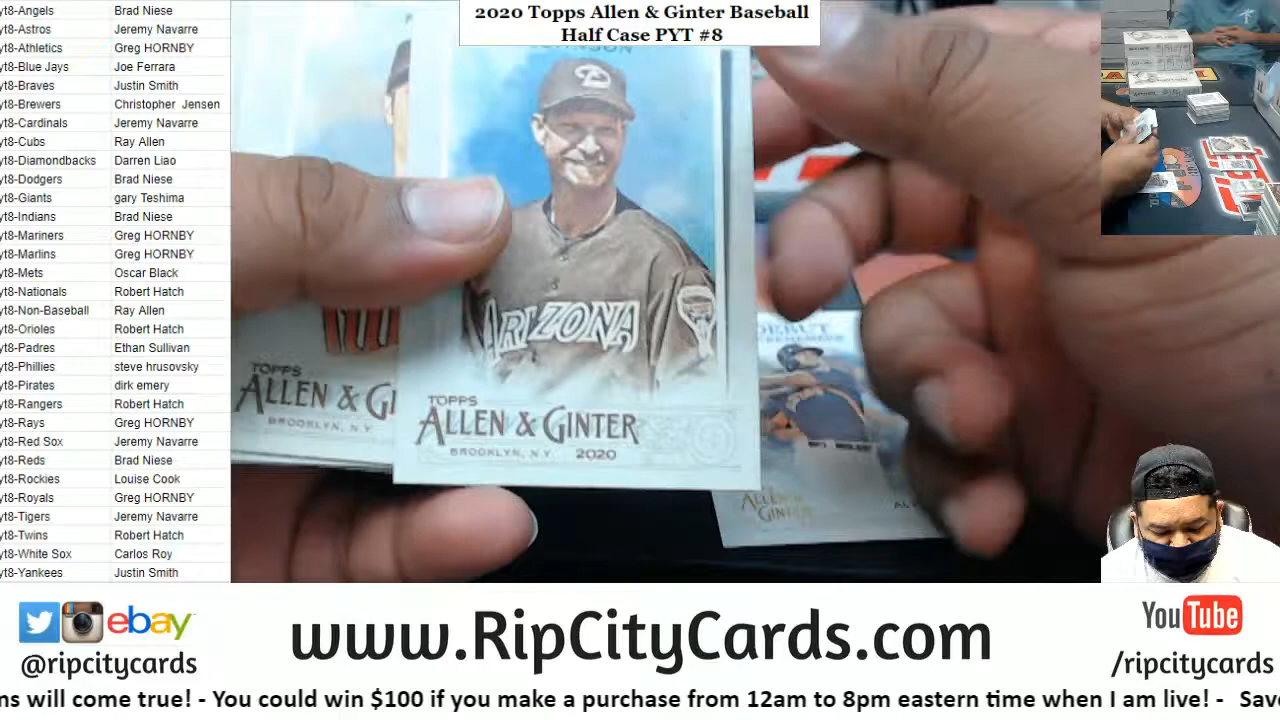 2020 Topps Allen & Ginter Baseball
Half Case PYT #8
yt8-Angels Brad Niese
yt8-Astros Jeremy Navarre
yt8-Athletics Greg HORNBY
yt8-Blue Jays Joe Ferrara
yt8-Braves Justin Smith
yt8-Brewers Christopher Jensen
yt8-Cardinals Jeremy Navarre
yt8-Cubs Ray Allen
yt8-Diamondbacks Darren Liao
yt8-Dodgers Brad Niese
yt8-Giants gary Teshima
yt8-Indians Brad Niese
yt8-Mariners Greg HORNBY
yt8-Marlins Greg HORNBY
yt8-Mets Oscar Black
yt8-Nationals Robert Hatch
yt8-Non-Baseball Ray Allen
yt8-Orioles Robert Hatch
yt8-Padres Ethan Sullivan
yt8-Phillies steve hrusovsky
yt8-Pirates dirk emery
yt8-Rangers Robert Hatch
yt8-Rays Greg HORNBY
yt8-Red Sox Jeremy Navarre
yt8-Reds Brad Niese
yt8-Rockies Louise Cook
yt8-Royals Greg HORNBY
yt8-Tigers Jeremy Navarre
yt8-Twins Robert Hatch
yt8-White Sox Carlos Roy
yt8-Yankees Justin Smith
ARIZONA
TOPPS
ALLEN & GINTER
BROOKLYN, N.Y. 2020
TOPPS
ALLEN & GI
BROOKLYN, N.Y.
DEBUT
ALLEN &
GINTER
ebay
@ripcitycards
www.RipCityCards.com
YouTube
/ripcitycards
ns will come true! - You could win $100 if you make a purchase from 12am to 8pm eastern time when I am live! - Save